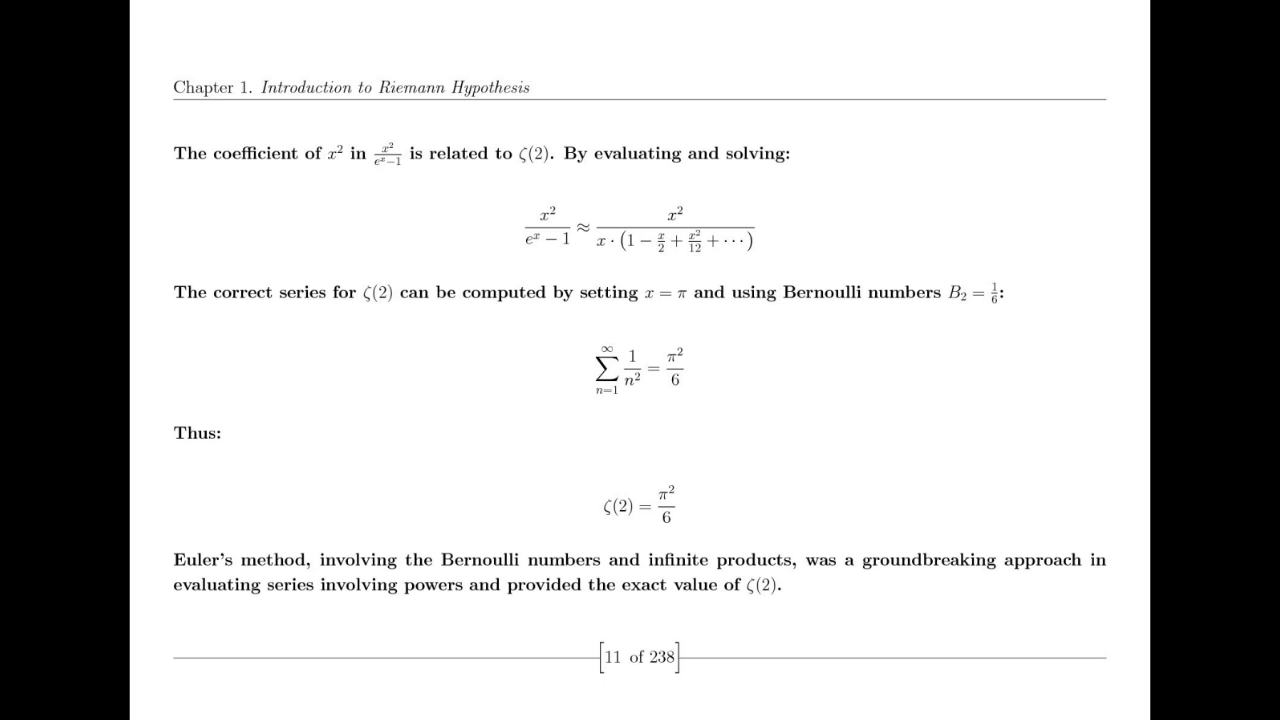 Chapter 1. Introduction to Riemann Hypothesis
The coefficient of x² in x²/(eˣ−1) is related to ζ(2). By evaluating and solving:
x²/(eˣ − 1) ≈ x²/(x · (1 − x/2 + x²/12 + ⋯))
The correct series for ζ(2) can be computed by setting x = π and using Bernoulli numbers B₂ = 1/6:
∑_{n=1}^{∞} 1/n² = π²/6
Thus:
ζ(2) = π²/6
Euler's method, involving the Bernoulli numbers and infinite products, was a groundbreaking approach in
evaluating series involving powers and provided the exact value of ζ(2).
[11 of 238]